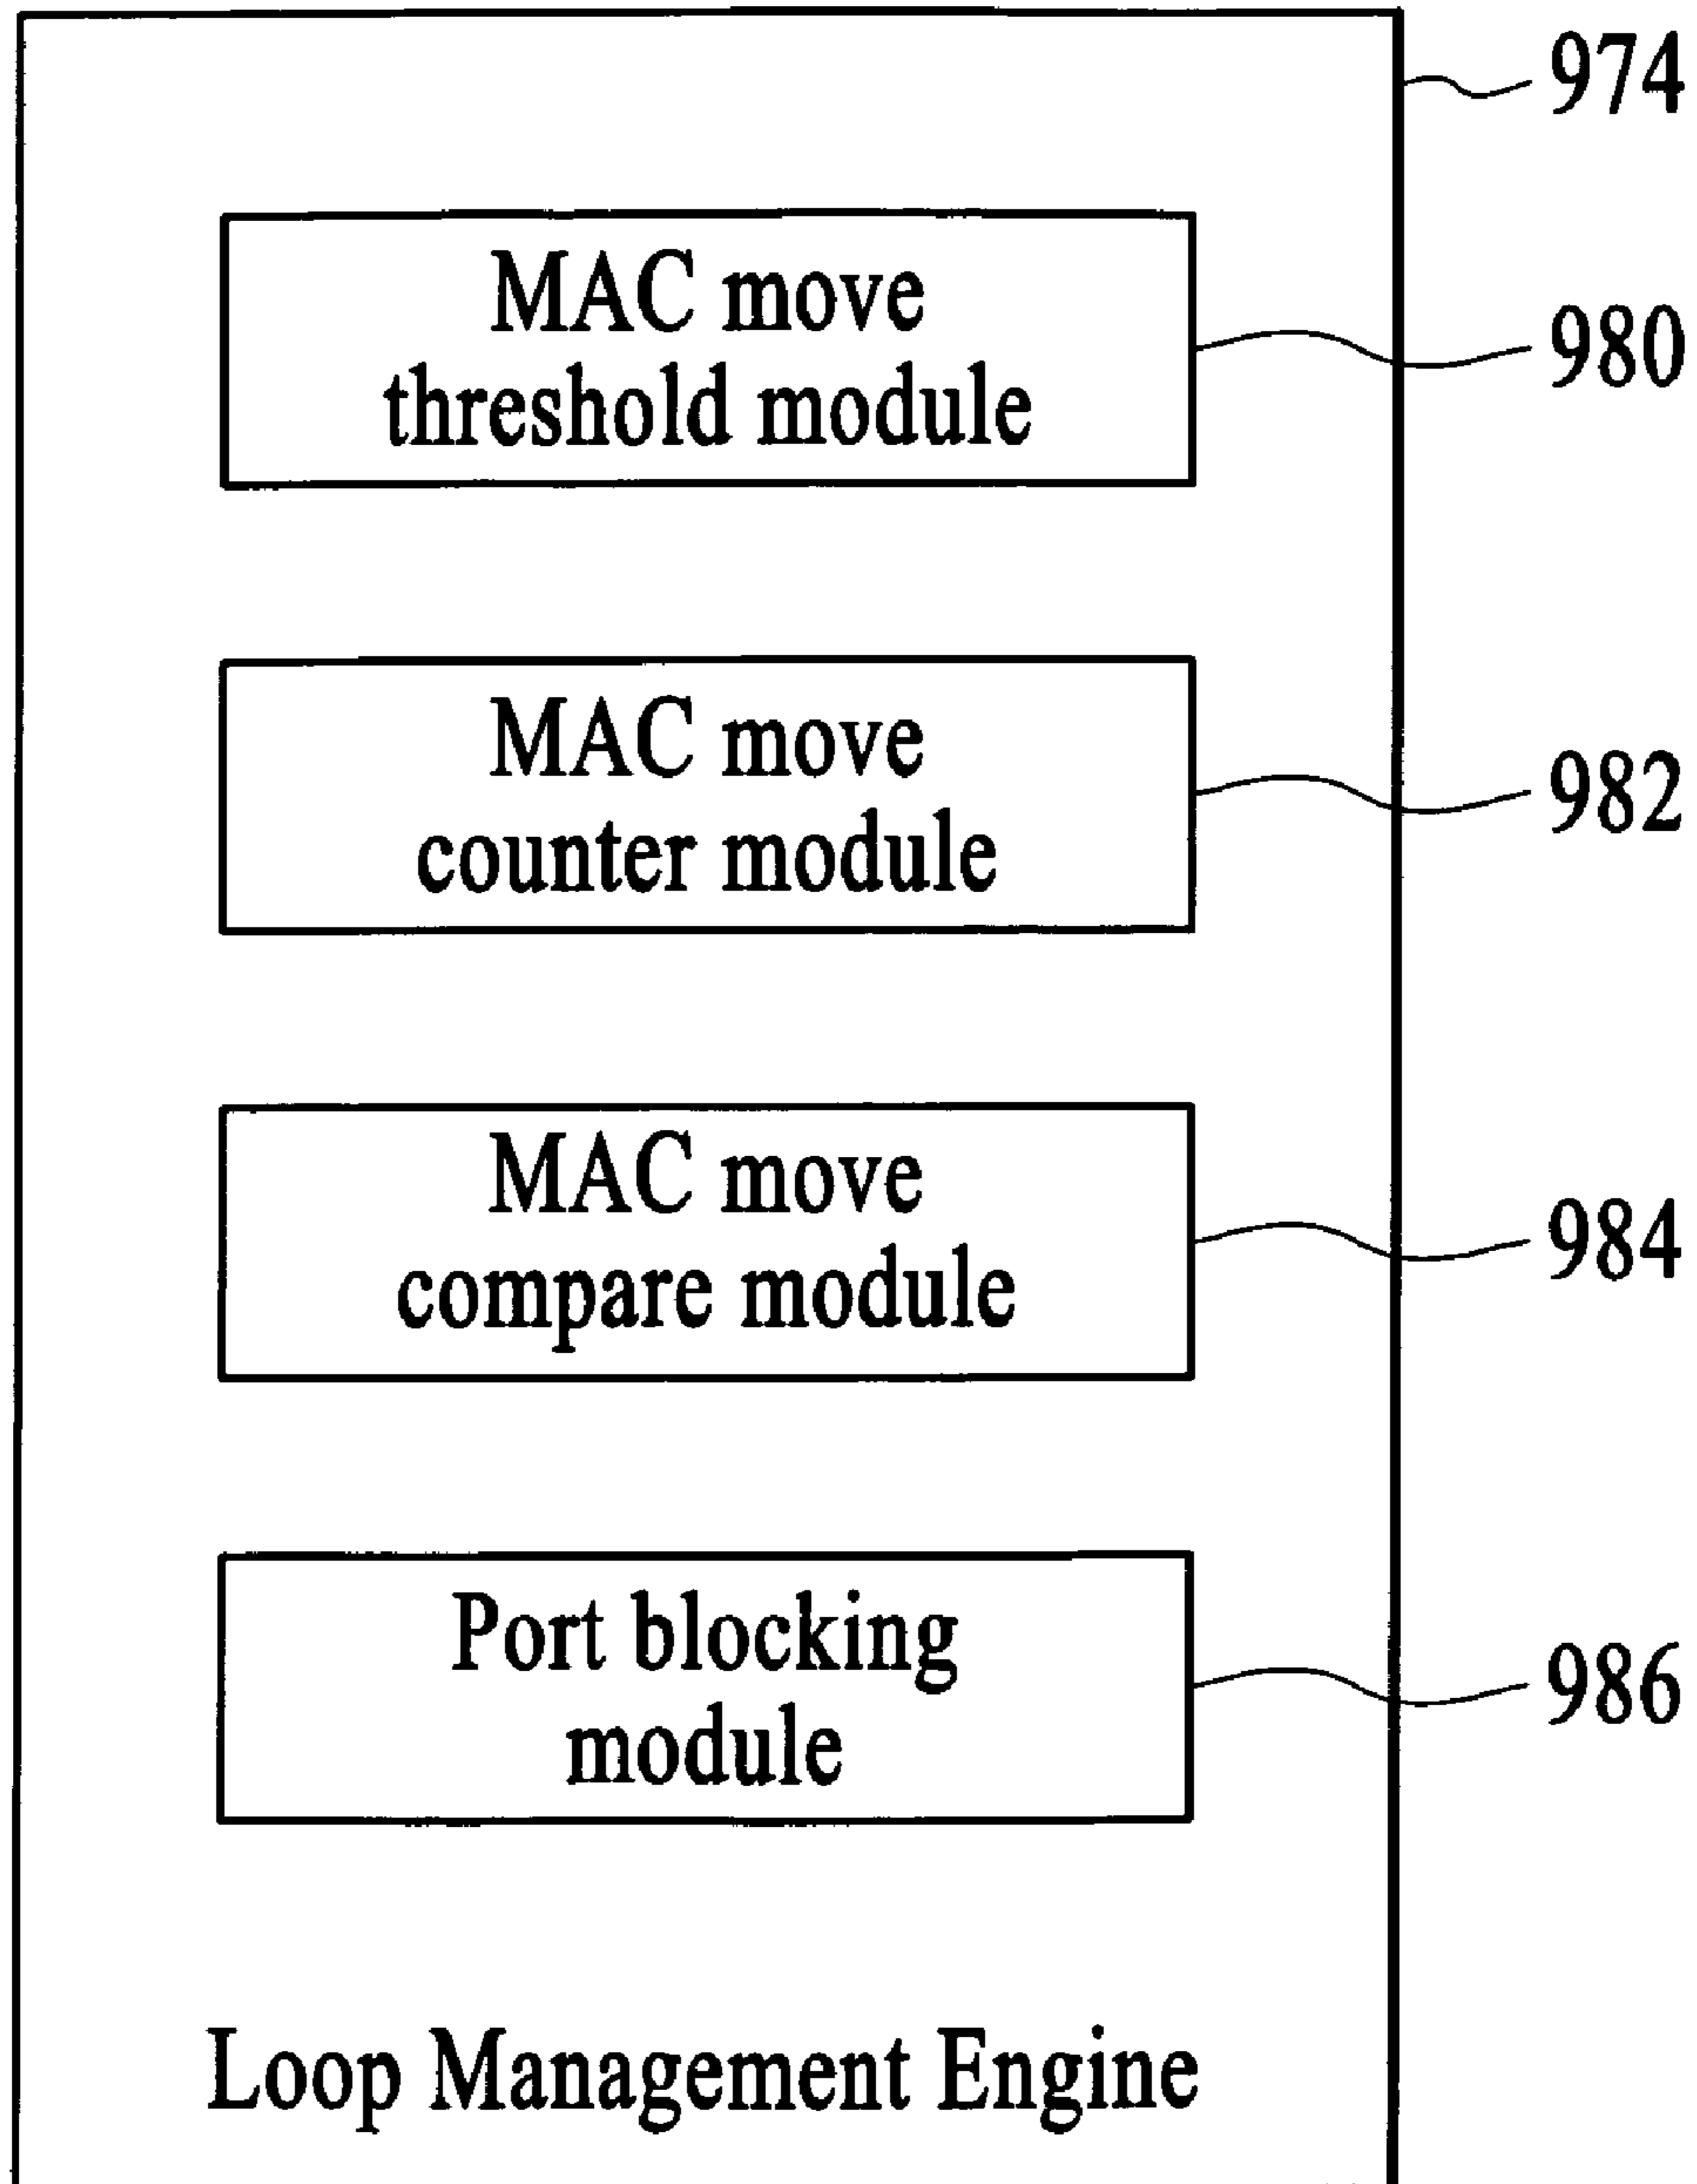 974
MAC move
threshold module
980
MAC move
counter module
982
MAC move
compare module
984
Port blocking
module
986
Loop Management Engine